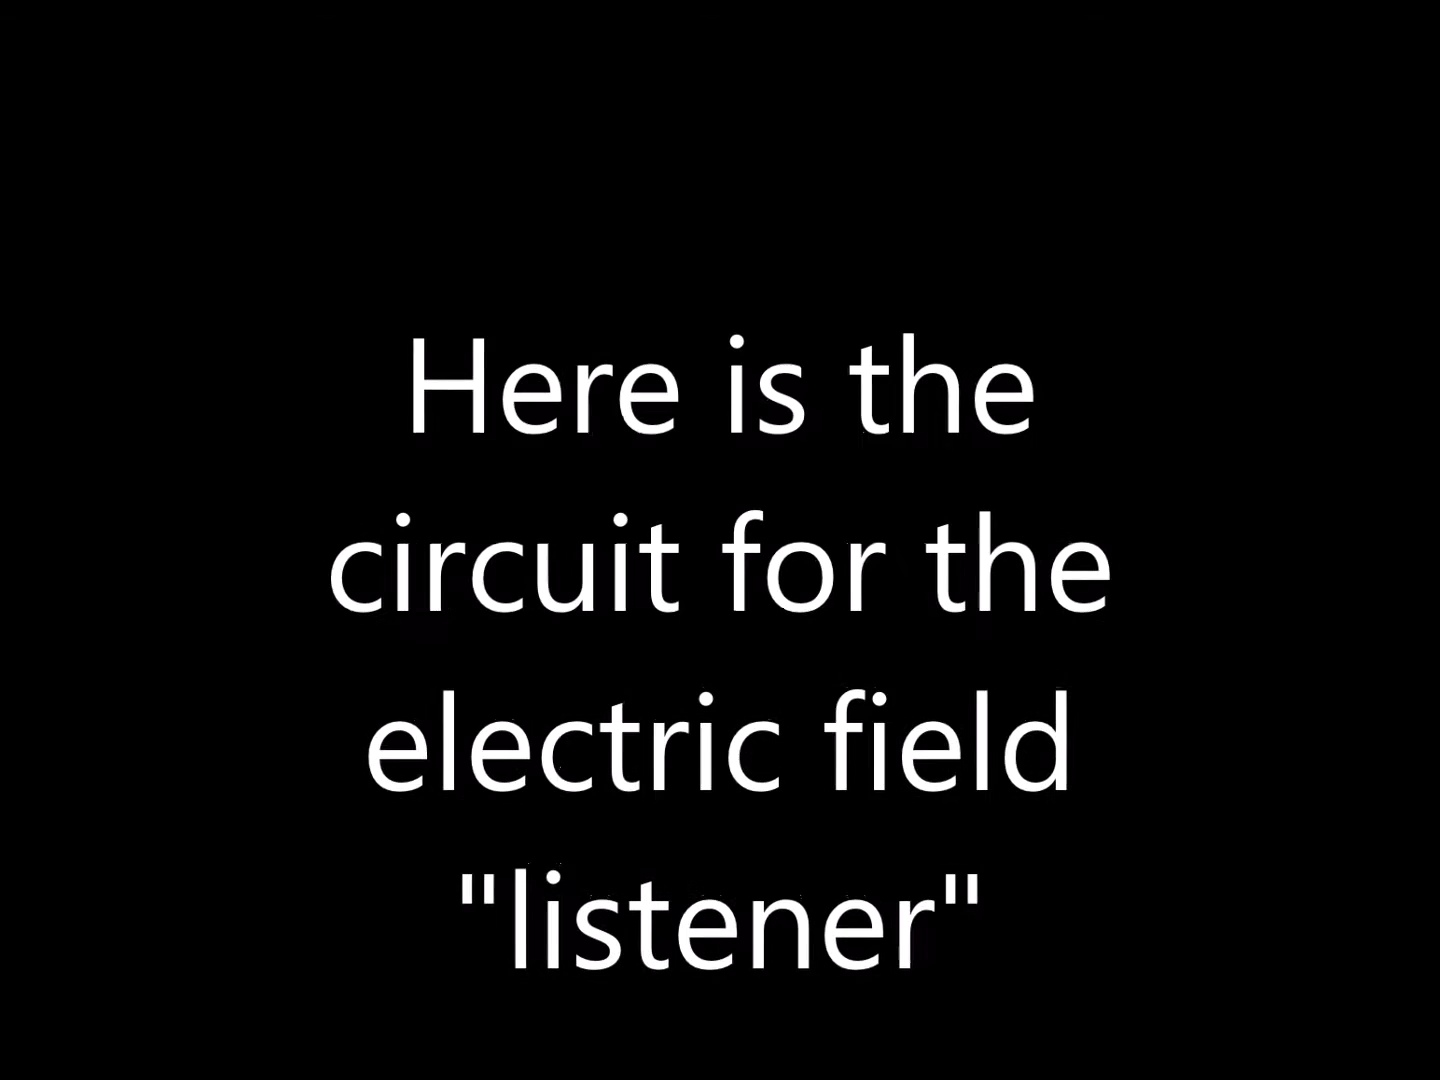 Here is the
circuit for the
electric field
"listener"